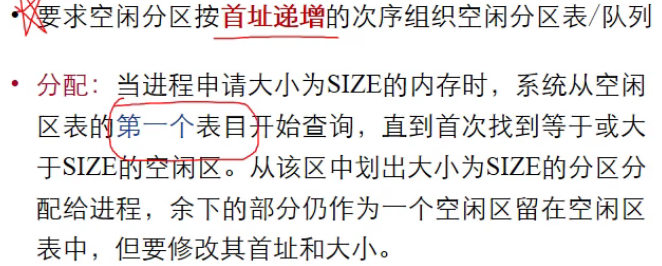 • 要求空闲分区按首址递增的次序组织空闲分区表/队列
• 分配：当进程申请大小为SIZE的内存时，系统从空闲
区表的第一个表目开始查询，直到首次找到等于或大
于SIZE的空闲区。从该区中划出大小为SIZE的分区分
配给进程，余下的部分仍作为一个空闲区留在空闲区
表中，但要修改其首址和大小。